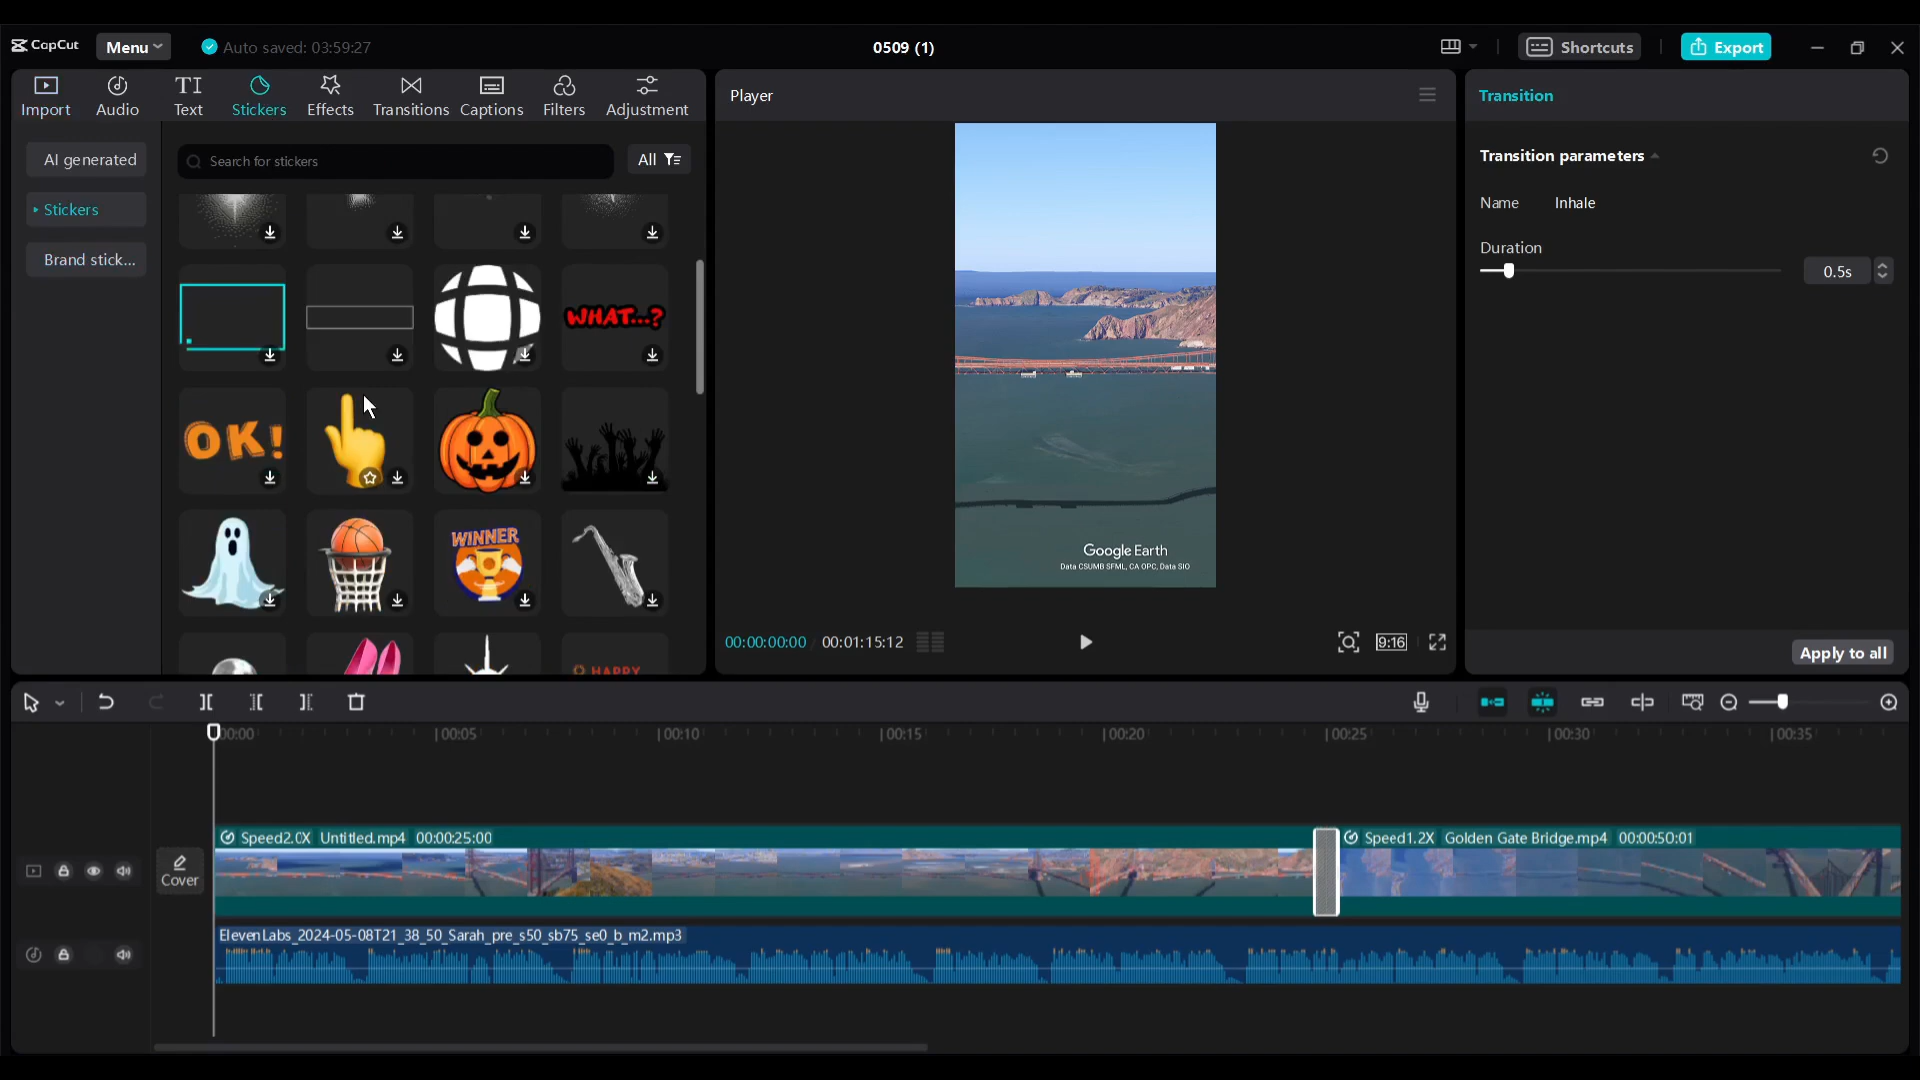 CapCut
Menu
Auto saved: 03:59:27
0509 (1)
Shortcuts
Export
Import
Audio
Text
Stickers
Effects
Transitions
Captions
Filters
Adjustment
Player
Transition
AI generated
Search for stickers
All
Stickers
Brand stick...
WHAT...?
OK!
WINNER
HAPPY
Transition parameters
Name Inhale
Duration
0.5s
Google Earth
Data CSUMB SFML, CA OPC, Data SIO
00:00:00:00 / 00:01:15:12
9:16
Apply to all
00:00 00:05 00:10 00:15 00:20 00:25 00:30 00:35
Cover
Speed2.0X Untitled.mp4 00:00:25:00
Speed1.2X Golden Gate Bridge.mp4 00:00:50:01
ElevenLabs_2024-05-08T21_38_50_Sarah_pre_s50_sb75_se0_b_m2.mp3